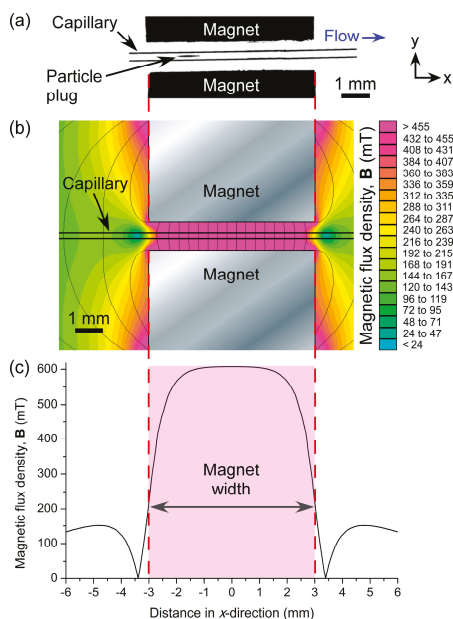 (a)
Capillary
Magnet
Flow
y
x
Particle
plug
Magnet
1 mm
(b)
Capillary
Magnet
Magnet
1 mm
Magnetic flux density, B (mT)
> 455
432 to 455
408 to 431
384 to 407
360 to 383
336 to 359
312 to 335
288 to 311
264 to 287
240 to 263
216 to 239
192 to 215
168 to 191
144 to 167
120 to 143
96 to 119
72 to 95
48 to 71
24 to 47
< 24
(c)
Magnetic flux density, B (mT)
600
500
400
300
200
100
0
Magnet
width
-6 -5 -4 -3 -2 -1 0 1 2 3 4 5 6
Distance in x-direction (mm)